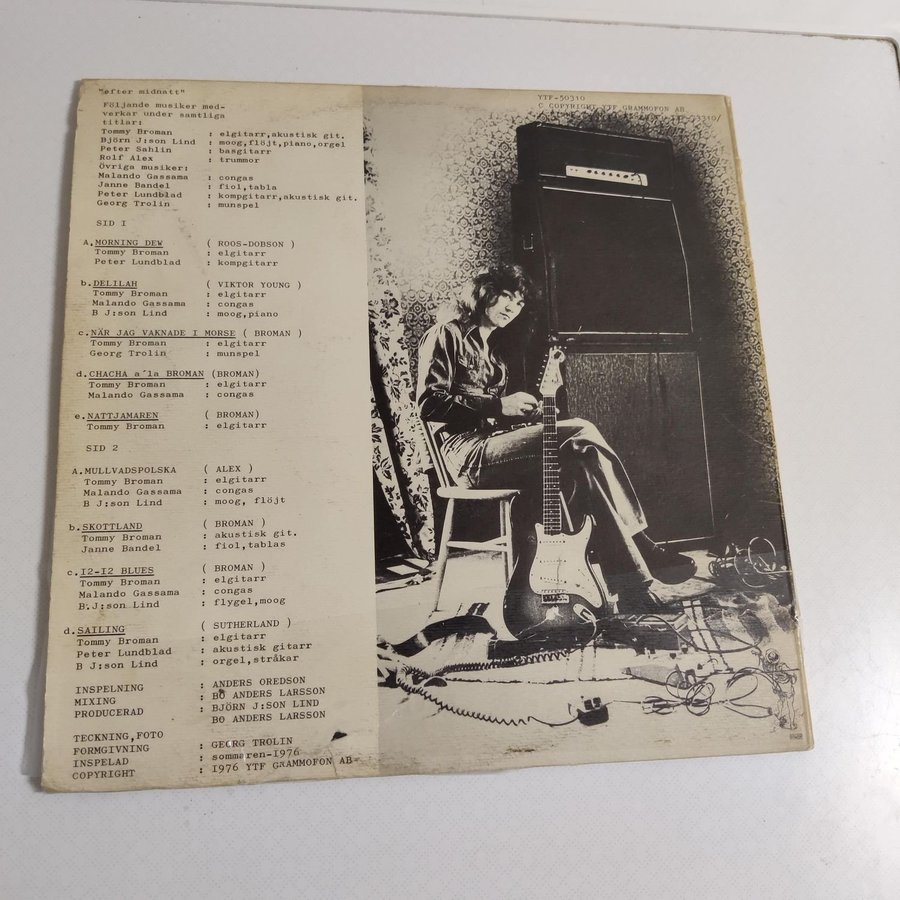 "efter midnatt"
Följande musiker med-
verkar under samtliga
titlar:
Tommy Broman : elgitarr,akustisk git.
Björn J:son Lind : moog,flöjt,piano,orgel
Peter Sahlin : basgitarr
Rolf Alex : trummor
Övriga musiker:
Malando Gassama : congas
Janne Bandel : fiol,tabla
Peter Lundblad : kompgitarr,akustisk git.
Georg Trolin : munspel
SID I
A.MORNING DEW ( ROOS-DOBSON )
Tommy Broman : elgitarr
Peter Lundblad : kompgitarr
b.DELILAH ( VIKTOR YOUNG )
Tommy Broman : elgitarr
Malando Gassama : congas
B J:son Lind : moog,piano
c.NÄR JAG VAKNADE I MORSE ( BROMAN )
Tommy Broman : elgitarr
Georg Trolin : munspel
d.CHACHA a´la BROMAN (BROMAN)
Tommy Broman : elgitarr
Malando Gassama : congas
e.NATTJAMAREN ( BROMAN)
Tommy Broman : elgitarr
SID 2
A.MULLVADSPOLSKA ( ALEX )
Tommy Broman : elgitarr
Malando Gassama : congas
B J:son Lind : moog, flöjt
b.SKOTTLAND ( BROMAN )
Tommy Broman : akustisk git.
Janne Bandel : fiol,tablas
c.I2-I2 BLUES ( BROMAN )
Tommy Broman : elgitarr
Malando Gassama : congas
B.J:son Lind : flygel,moog
d.SAILING ( SUTHERLAND )
Tommy Broman : elgitarr
Peter Lundblad : akustisk gitarr
B J:son Lind : orgel,stråkar
INSPELNING : ANDERS OREDSON
MIXING : BO ANDERS LARSSON
PRODUCERAD : BJÖRN J:SON LIND
BO ANDERS LARSSON
TECKNING,FOTO
FORMGIVNING : GEORG TROLIN
INSPELAD : sommaren-I976
COPYRIGHT : I976 YTF GRAMMOFON AB
YTF-50310
C COPYRIGHT YTF GRAMMOFON AB